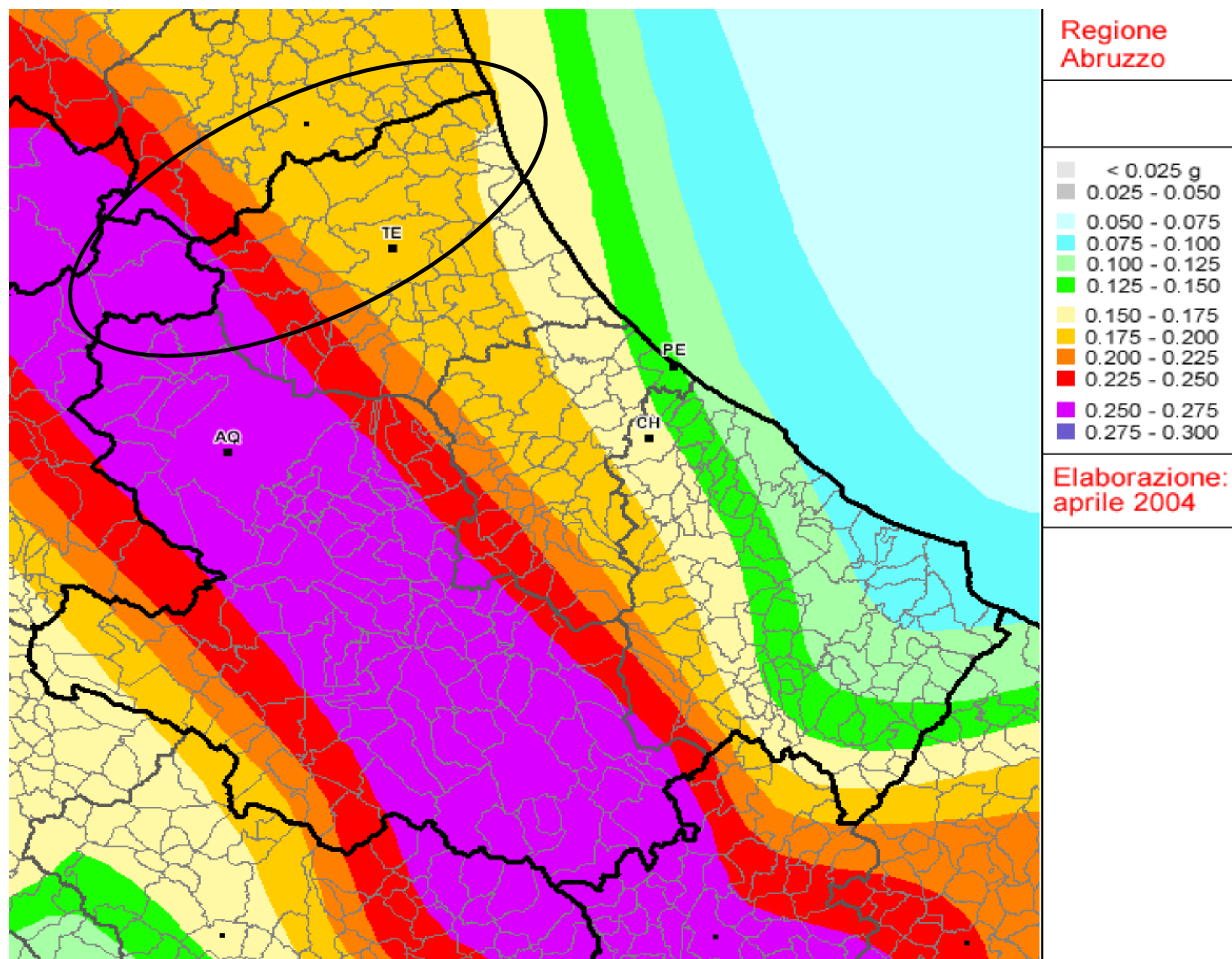 TE
PE
CH
AQ
Regione
Abruzzo
< 0.025 g
0.025 - 0.050
0.050 - 0.075
0.075 - 0.100
0.100 - 0.125
0.125 - 0.150
0.150 - 0.175
0.175 - 0.200
0.200 - 0.225
0.225 - 0.250
0.250 - 0.275
0.275 - 0.300
Elaborazione:
aprile 2004